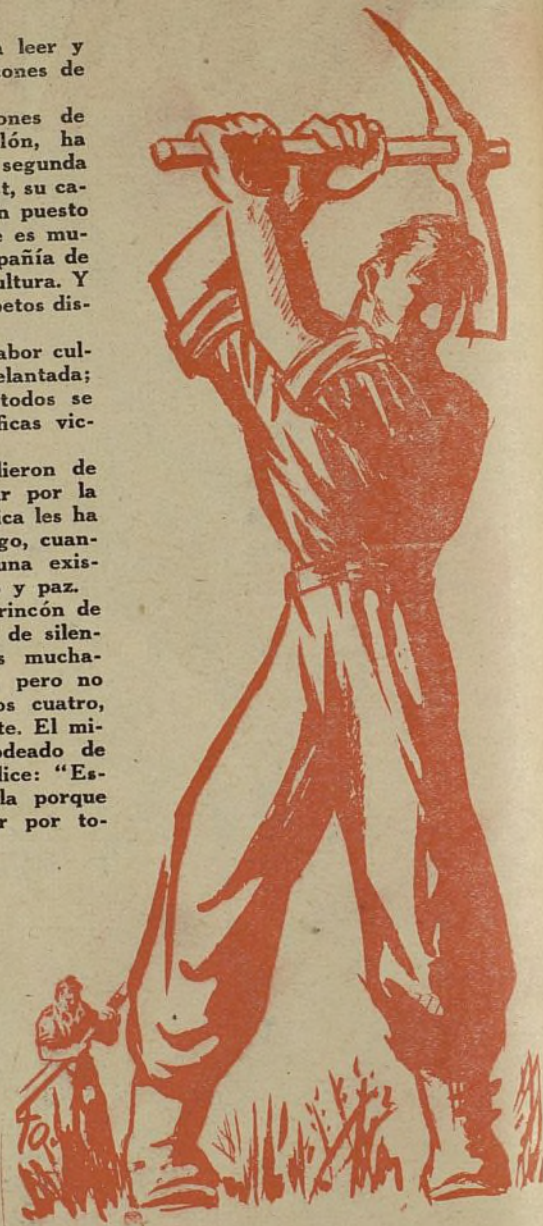 leer y
ones de
ones de
lón, ha
segunda
t, su ca-
n puesto
e es mu-
pañía de
ultura. Y
petos dis-
abor cul-
elantada;
todos se
ficas vic-
dieron de
r por la
ica les ha
go, cuan-
una exis-
y paz.
rincón de
de silen-
s mucha-
pero no
os cuatro,
te. El mi-
odeado de
dice: "Es-
la porque
r por to-